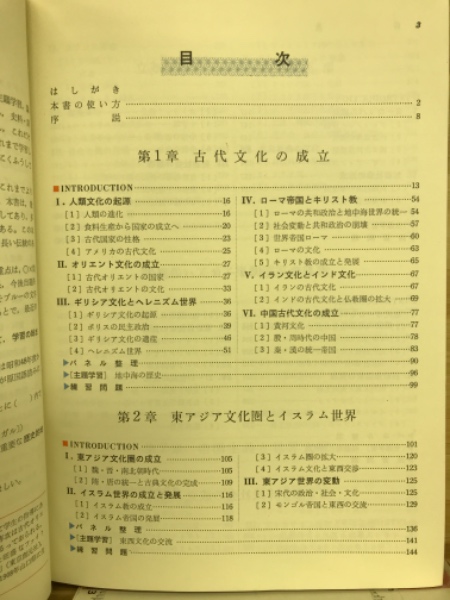 3
目 次
はしがき
本書の使い方 2
序説 8
第1章 古代文化の成立
■INTRODUCTION 13
I. 人類文化の起源 16
[1] 人類の進化 16
[2] 食料生産から国家の成立へ 20
[3] 古代国家の性格 23
[4] アメリカの古代文化 25
II. オリエント文化の成立 27
[1] 古代オリエントの国家 27
[2] 古代オリエントの文化 33
III. ギリシア文化とヘレニズム世界 36
[1] ギリシア文化の起源 36
[2] ポリスの民主政治 39
[3] ギリシア文化の遺産 46
[4] ヘレニズム世界 51
IV. ローマ帝国とキリスト教 54
[1] ローマの共和政治と地中海世界の統一 54
[2] 社会変動と共和政治の崩壊 57
[3] 世界帝国ローマ 60
[4] ローマの文化 63
[5] キリスト教の成立と発展 65
V. イラン文化とインド文化 67
[1] イランの古代文化 67
[2] インドの古代文化と仏教圏の拡大 69
VI. 中国古代文化の成立 77
[1] 黄河文化 77
[2] 殷・周時代の中国 78
[3] 秦・漢の統一帝国 83
▶パネル整理 90
▶[主題学習] 地中海の歴史 96
▶練習問題 99
第2章 東アジア文化圏とイスラム世界
■INTRODUCTION 101
I. 東アジア文化圏の成立 105
[1] 魏・晋・南北朝時代 105
[2] 隋・唐の統一と古典文化の完成 109
II. イスラム世界の成立と発展 116
[1] イスラム教の成立 116
[2] イスラム帝国の発展 118
[3] イスラム圏の拡大 120
[4] イスラム文化と東西交渉 123
III. 東アジア世界の変動 125
[1] 宋代の政治・社会・文化 125
[2] モンゴル帝国と東西の交流 129
▶パネル整理 136
▶[主題学習] 東西文化の交流 141
▶練習問題 144